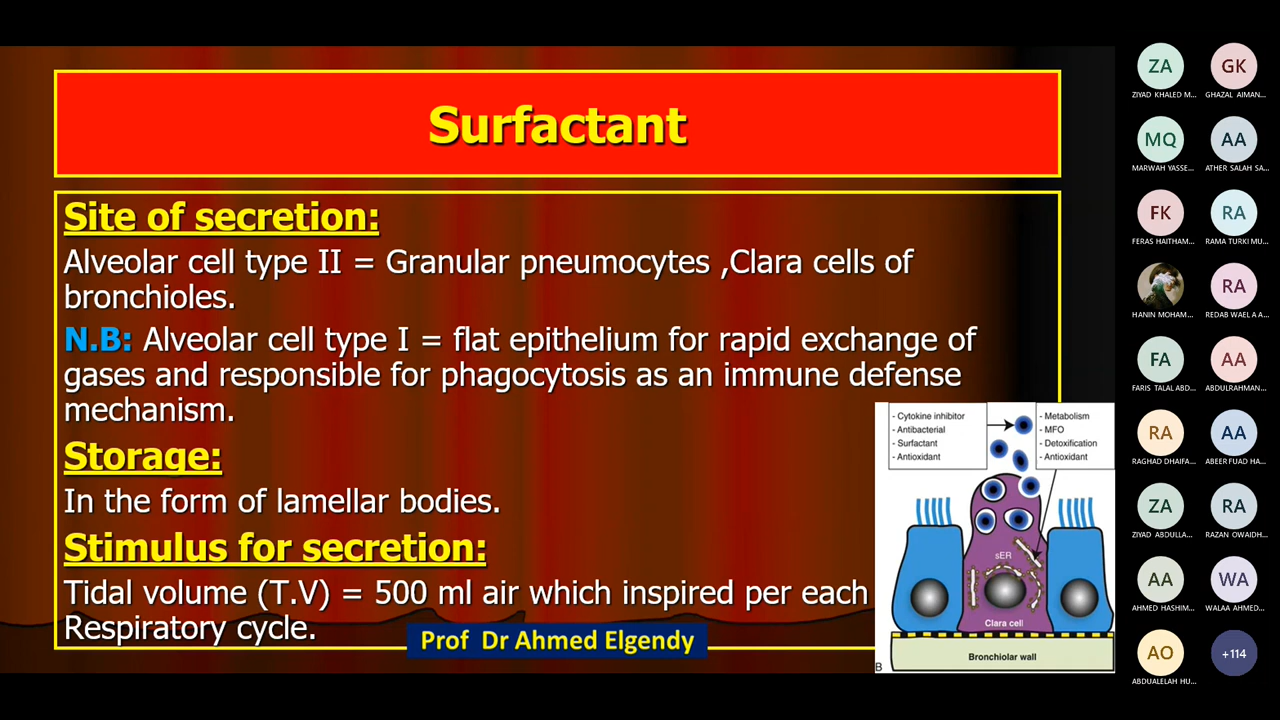 Surfactant
Site of secretion:
Alveolar cell type II = Granular pneumocytes ,Clara cells of
bronchioles.
N.B: Alveolar cell type I = flat epithelium for rapid exchange of
gases and responsible for phagocytosis as an immune defense
mechanism.
Storage:
In the form of lamellar bodies.
Stimulus for secretion:
Tidal volume (T.V) = 500 ml air which inspired per each
Respiratory cycle.
Prof Dr Ahmed Elgendy
- Cytokine inhibitor
- Antibacterial
- Surfactant
- Antioxidant
- Metabolism
- MFO
- Detoxification
- Antioxidant
sER
Clara cell
Bronchiolar wall
B
ZA
ZIYAD KHALED M...
GK
GHAZAL AIMAN...
MQ
MARWAH YASSE...
AA
ATHER SALAH SA...
FK
FERAS HAITHAM...
RA
RAMA TURKI MU...
HANIN MOHAM...
RA
REDAB WAEL A A...
FA
FARIS TALAL ABD...
AA
ABDULRAHMAN...
RA
RAGHAD DHAIFA...
AA
ABEER FUAD HA...
ZA
ZIYAD ABDULLA...
RA
RAZAN OWAIDH...
AA
AHMED HASHIM...
WA
WALAA AHMED...
AO
ABDUALELAH HU...
+114